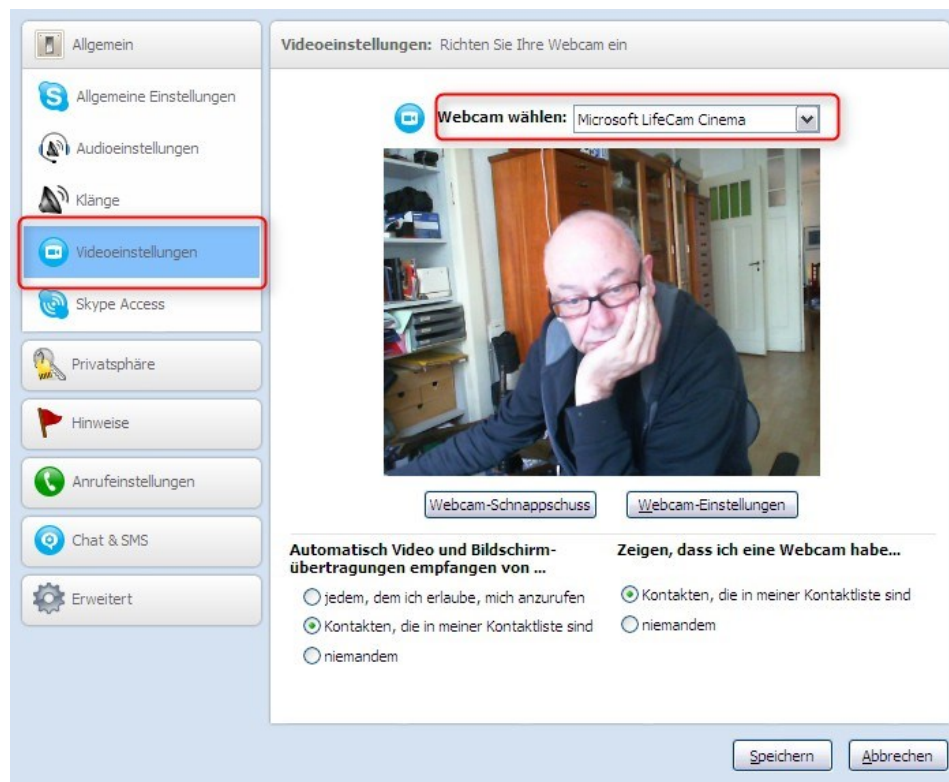 Allgemein
Allgemeine Einstellungen
Audioeinstellungen
Klänge
Videoeinstellungen
Skype Access
Privatsphäre
Hinweise
Anrufeinstellungen
Chat & SMS
Erweitert
Videoeinstellungen: Richten Sie Ihre Webcam ein
Webcam wählen: Microsoft LifeCam Cinema
Webcam-Schnappschuss
Webcam-Einstellungen
Automatisch Video und Bildschirm-
übertragungen empfangen von ...
jedem, dem ich erlaube, mich anzurufen
Kontakten, die in meiner Kontaktliste sind
niemandem
Zeigen, dass ich eine Webcam habe...
Kontakten, die in meiner Kontaktliste sind
niemandem
Speichern
Abbrechen